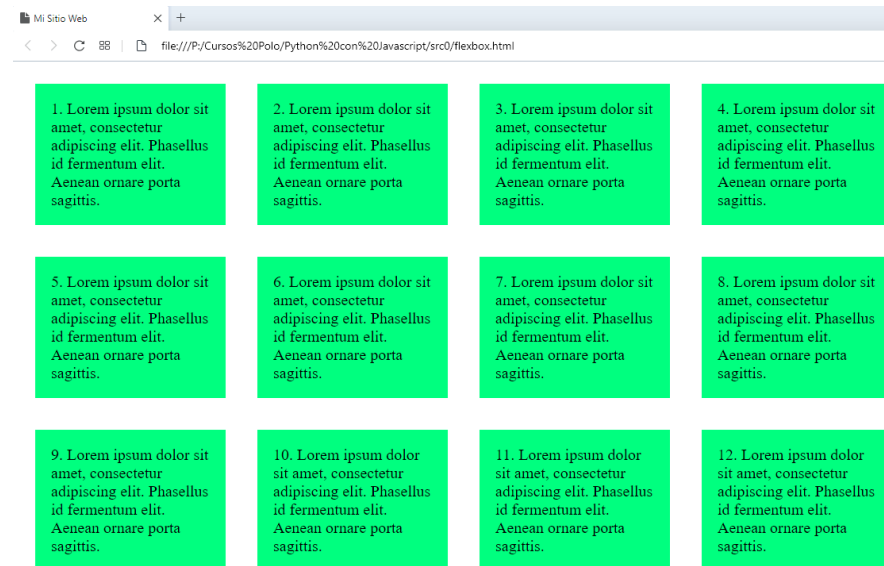 Mi Sitio Web
file:///P:/Cursos%20Polo/Python%20con%20Javascript/src0/flexbox.html
1. Lorem ipsum dolor sit
amet, consectetur
adipiscing elit. Phasellus
id fermentum elit.
Aenean ornare porta
sagittis.
2. Lorem ipsum dolor sit
amet, consectetur
adipiscing elit. Phasellus
id fermentum elit.
Aenean ornare porta
sagittis.
3. Lorem ipsum dolor sit
amet, consectetur
adipiscing elit. Phasellus
id fermentum elit.
Aenean ornare porta
sagittis.
4. Lorem ipsum dolor sit
amet, consectetur
adipiscing elit. Phasellus
id fermentum elit.
Aenean ornare porta
sagittis.
5. Lorem ipsum dolor sit
amet, consectetur
adipiscing elit. Phasellus
id fermentum elit.
Aenean ornare porta
sagittis.
6. Lorem ipsum dolor sit
amet, consectetur
adipiscing elit. Phasellus
id fermentum elit.
Aenean ornare porta
sagittis.
7. Lorem ipsum dolor sit
amet, consectetur
adipiscing elit. Phasellus
id fermentum elit.
Aenean ornare porta
sagittis.
8. Lorem ipsum dolor sit
amet, consectetur
adipiscing elit. Phasellus
id fermentum elit.
Aenean ornare porta
sagittis.
9. Lorem ipsum dolor sit
amet, consectetur
adipiscing elit. Phasellus
id fermentum elit.
Aenean ornare porta
sagittis.
10. Lorem ipsum dolor
sit amet, consectetur
adipiscing elit. Phasellus
id fermentum elit.
Aenean ornare porta
sagittis.
11. Lorem ipsum dolor
sit amet, consectetur
adipiscing elit. Phasellus
id fermentum elit.
Aenean ornare porta
sagittis.
12. Lorem ipsum dolor
sit amet, consectetur
adipiscing elit. Phasellus
id fermentum elit.
Aenean ornare porta
sagittis.